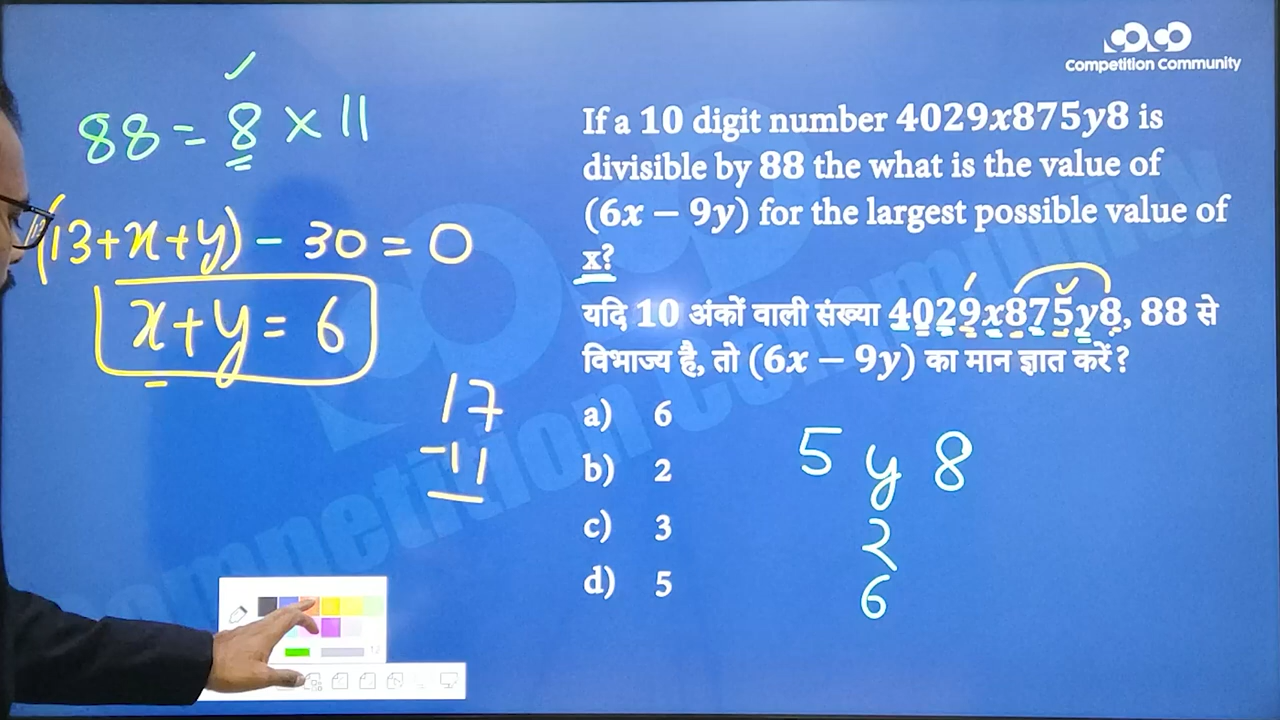 Competition Community
88 = 8 × 11
(13+x+y) - 30 = 0
x+y = 6
17
-11
If a 10 digit number 4029x875y8 is
divisible by 88 the what is the value of
(6x − 9y) for the largest possible value of
x?
यदि 10 अंकों वाली संख्या 4029x875y8, 88 से
विभाज्य है, तो (6x − 9y) का मान ज्ञात करें?
a) 6
b) 2
c) 3
d) 5
5 y 8
2
6
Competition Community